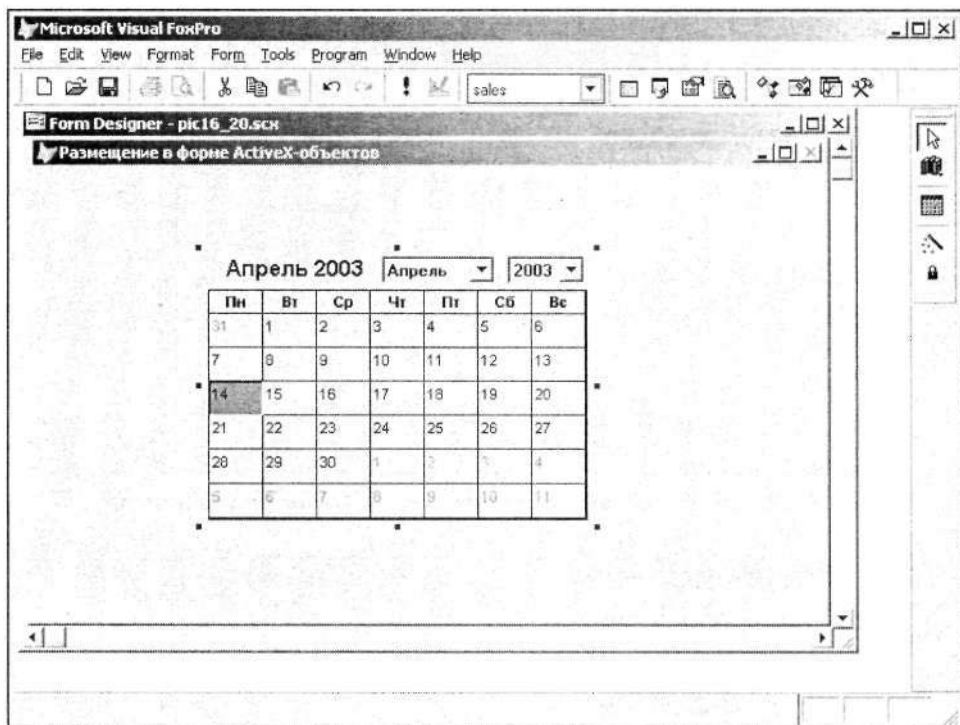 Microsoft Visual FoxPro
File Edit View Format Form Tools Program Window Help
sales
Form Designer - pic16_20.scx
Размещение в форме ActiveX-объектов
Апрель 2003 Апрель 2003
Пн Вт Ср Чт Пт Сб Вс
31 1 2 3 4 5 6
7 8 9 10 11 12 13
14 15 16 17 18 19 20
21 22 23 24 25 26 27
28 29 30 1 2 3 4
5 6 7 8 9 10 11